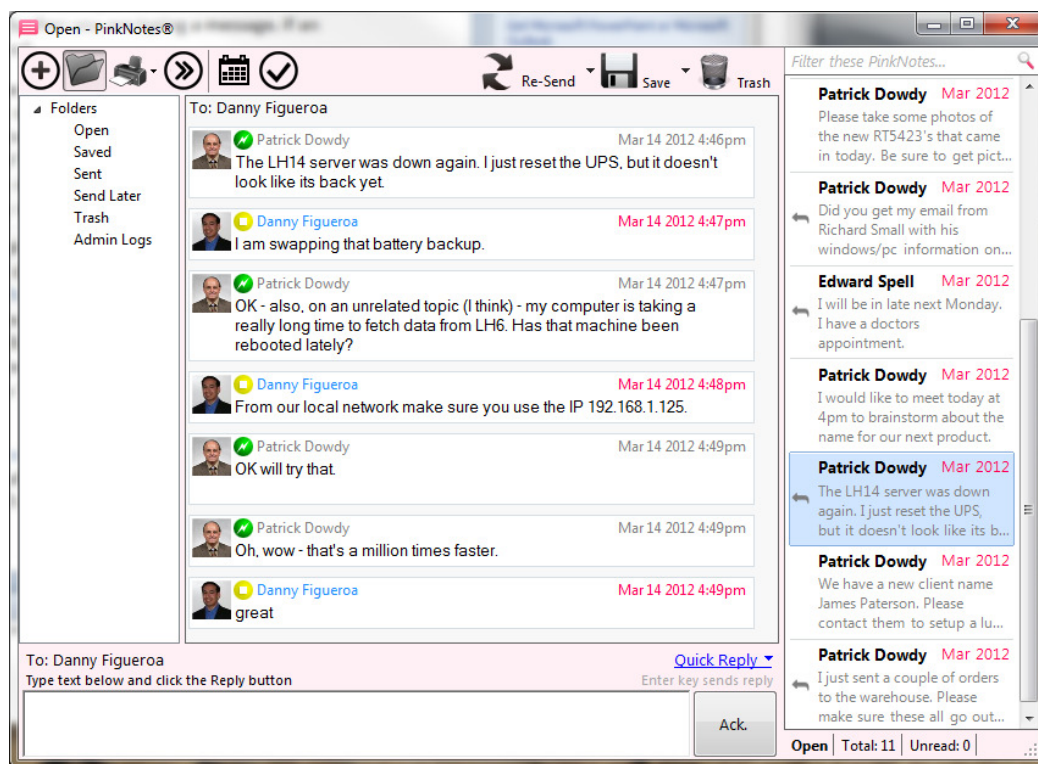 Open - PinkNotes®
Re-Send
Save
Trash
Filter these PinkNotes...
Folders
Open
Saved
Sent
Send Later
Trash
Admin Logs
To: Danny Figueroa
Patrick Dowdy Mar 14 2012 4:46pm
The LH14 server was down again. I just reset the UPS, but it doesn't
look like its back yet.
Danny Figueroa Mar 14 2012 4:47pm
I am swapping that battery backup.
Patrick Dowdy Mar 14 2012 4:47pm
OK - also, on an unrelated topic (I think) - my computer is taking a
really long time to fetch data from LH6. Has that machine been
rebooted lately?
Danny Figueroa Mar 14 2012 4:48pm
From our local network make sure you use the IP 192.168.1.125.
Patrick Dowdy Mar 14 2012 4:49pm
OK will try that.
Patrick Dowdy Mar 14 2012 4:49pm
Oh, wow - that's a million times faster.
Danny Figueroa Mar 14 2012 4:49pm
great
To: Danny Figueroa
Quick Reply
Type text below and click the Reply button
Enter key sends reply
Ack.
Patrick Dowdy Mar 2012
Please take some photos of
the new RT5423's that came
in today. Be sure to get pict...
Patrick Dowdy Mar 2012
Did you get my email from
Richard Small with his
windows/pc information on...
Edward Spell Mar 2012
I will be in late next Monday.
I have a doctors
appointment.
Patrick Dowdy Mar 2012
I would like to meet today at
4pm to brainstorm about the
name for our next product.
Patrick Dowdy Mar 2012
The LH14 server was down
again. I just reset the UPS,
but it doesn't look like its b...
Patrick Dowdy Mar 2012
We have a new client name
James Paterson. Please
contact them to setup a lu...
Patrick Dowdy Mar 2012
I just sent a couple of orders
to the warehouse. Please
make sure these all go out...
Open Total: 11 Unread: 0